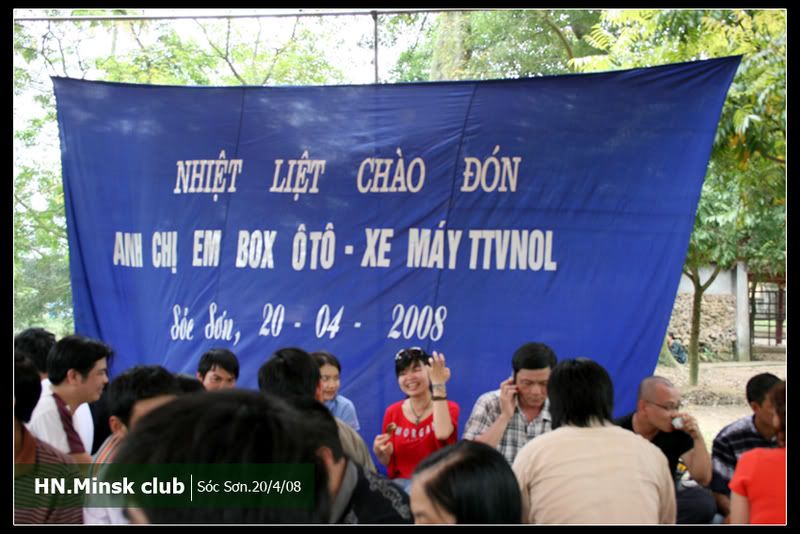 NHIỆT LIỆT CHÀO ĐÓN
ANH CHỊ EM BOX ÔTÔ - XE MÁY TTVNOL
Sóc Sơn, 20 - 04 - 2008
HN.Minsk club | Sóc Sơn.20/4/08